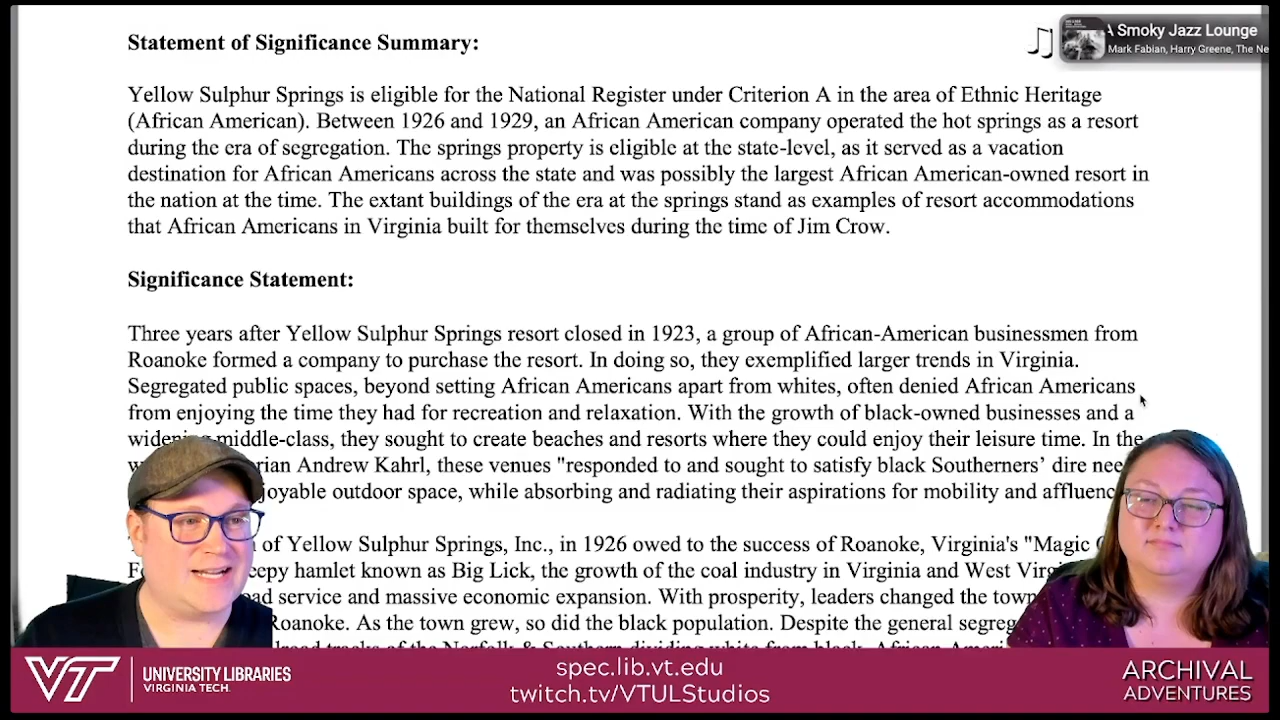 Statement of Significance Summary:
A Smoky Jazz Lounge
Mark Fabian, Harry Greene, The Ne
Yellow Sulphur Springs is eligible for the National Register under Criterion A in the area of Ethnic Heritage
(African American). Between 1926 and 1929, an African American company operated the hot springs as a resort
during the era of segregation. The springs property is eligible at the state-level, as it served as a vacation
destination for African Americans across the state and was possibly the largest African American-owned resort in
the nation at the time. The extant buildings of the era at the springs stand as examples of resort accommodations
that African Americans in Virginia built for themselves during the time of Jim Crow.
Significance Statement:
Three years after Yellow Sulphur Springs resort closed in 1923, a group of African-American businessmen from
Roanoke formed a company to purchase the resort. In doing so, they exemplified larger trends in Virginia.
Segregated public spaces, beyond setting African Americans apart from whites, often denied African Americans
from enjoying the time they had for recreation and relaxation. With the growth of black-owned businesses and a
widening middle-class, they sought to create beaches and resorts where they could enjoy their leisure time. In the
Andrew Kahrl, these venues "responded to and sought to satisfy black Southerners' dire
outdoor space, while absorbing and radiating their aspirations for mobility and
of Yellow Sulphur Springs, Inc., in 1926 owed to the success of Roanoke, Virginia's "Magic
hamlet known as Big Lick, the growth of the coal industry in Virginia and West
service and massive economic expansion. With prosperity, leaders changed the
Roanoke. As the town grew, so did the black population. Despite the general
tracks of the Norfolk & Southern dividing white from black. African
VT UNIVERSITY LIBRARIES
VIRGINIA TECH.
spec.lib.vt.edu
twitch.tv/VTULStudios
ARCHIVAL
ADVENTURES